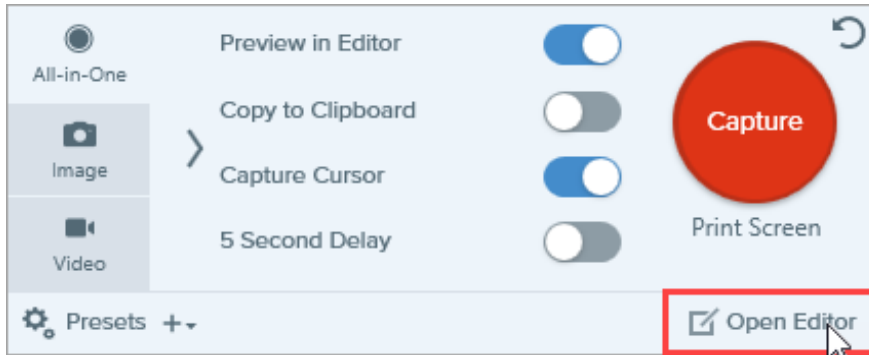 All-in-One
Image
Video
Preview in Editor
Copy to Clipboard
Capture Cursor
5 Second Delay
Capture
Print Screen
Presets
Open Editor